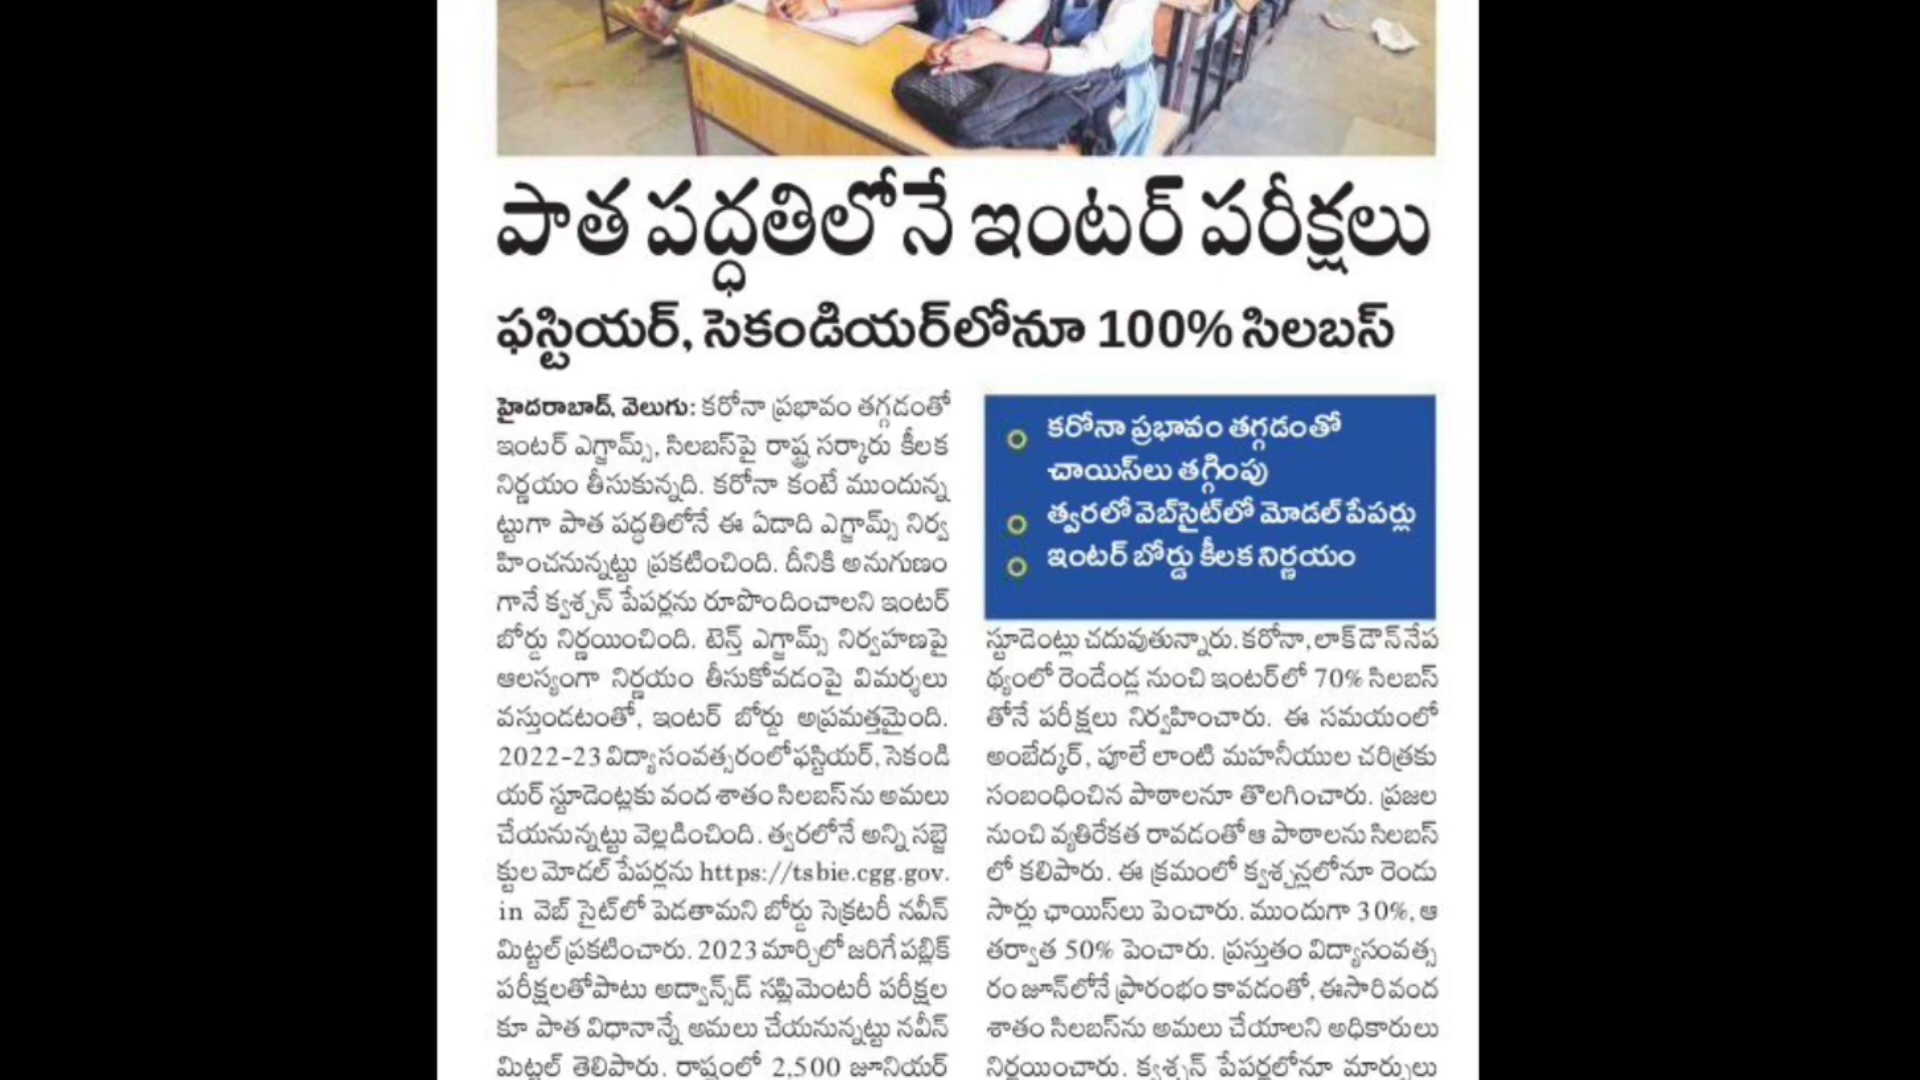 పాత పద్ధతిలోనే ఇంటర్ పరీక్షలు
ఫస్టియర్, సెకండియర్‌లోనూ 100% సిలబస్
హైదరాబాద్, వెలుగు: కరోనా ప్రభావం తగ్గడంతో
ఇంటర్ ఎగ్జామ్స్, సిలబస్‌పై రాష్ట్ర సర్కారు కీలక
నిర్ణయం తీసుకున్నది. కరోనా కంటే ముందున్న
ట్టుగా పాత పద్ధతిలోనే ఈ ఏడాది ఎగ్జామ్స్ నిర్వ
హించనున్నట్టు ప్రకటించింది. దీనికి అనుగుణం
గానే క్వశ్చన్ పేపర్లను రూపొందించాలని ఇంటర్
బోర్డు నిర్ణయించింది. టెన్త్ ఎగ్జామ్స్ నిర్వహణపై
ఆలస్యంగా నిర్ణయం తీసుకోవడంపై విమర్శలు
వస్తుండటంతో, ఇంటర్ బోర్డు అప్రమత్తమైంది.
2022-23 విద్యాసంవత్సరంలో ఫస్టియర్, సెకండి
యర్ స్టూడెంట్లకు వంద శాతం సిలబస్‌ను అమలు
చేయనున్నట్టు వెల్లడించింది. త్వరలోనే అన్ని సబ్జె
క్టుల మోడల్ పేపర్లను https://tsbie.cgg.gov.
in వెబ్ సైట్‌లో పెడతామని బోర్డు సెక్రటరీ నవీన్
మిట్టల్ ప్రకటించారు. 2023 మార్చిలో జరిగే పబ్లిక్
పరీక్షలతోపాటు అడ్వాన్స్‌డ్ సప్లిమెంటరీ పరీక్షల
కూ పాత విధానాన్నే అమలు చేయనున్నట్టు నవీన్
మిట్టల్ తెలిపారు. రాష్ట్రంలో 2,500 జూనియర్
కరోనా ప్రభావం తగ్గడంతో
చాయిస్‌లు తగ్గింపు
త్వరలో వెబ్‌సైట్‌లో మోడల్ పేపర్లు
ఇంటర్ బోర్డు కీలక నిర్ణయం
స్టూడెంట్లు చదువుతున్నారు. కరోనా, లాక్‌డౌన్ నేప
థ్యంలో రెండేండ్ల నుంచి ఇంటర్‌లో 70% సిలబస్
తోనే పరీక్షలు నిర్వహించారు. ఈ సమయంలో
అంబేద్కర్, పూలే లాంటి మహనీయుల చరిత్రకు
సంబంధించిన పాఠాలనూ తొలగించారు. ప్రజల
నుంచి వ్యతిరేకత రావడంతో ఆ పాఠాలను సిలబస్
లో కలిపారు. ఈ క్రమంలో క్వశ్చన్లలోనూ రెండు
సార్లు ఛాయిస్‌లు పెంచారు. ముందుగా 30%, ఆ
తర్వాత 50% పెంచారు. ప్రస్తుతం విద్యాసంవత్స
రం జూన్‌లోనే ప్రారంభం కావడంతో, ఈసారి వంద
శాతం సిలబస్‌ను అమలు చేయాలని అధికారులు
నిర్ణయించారు. క్వశ్చన్ పేపర్లలోనూ మార్పులు